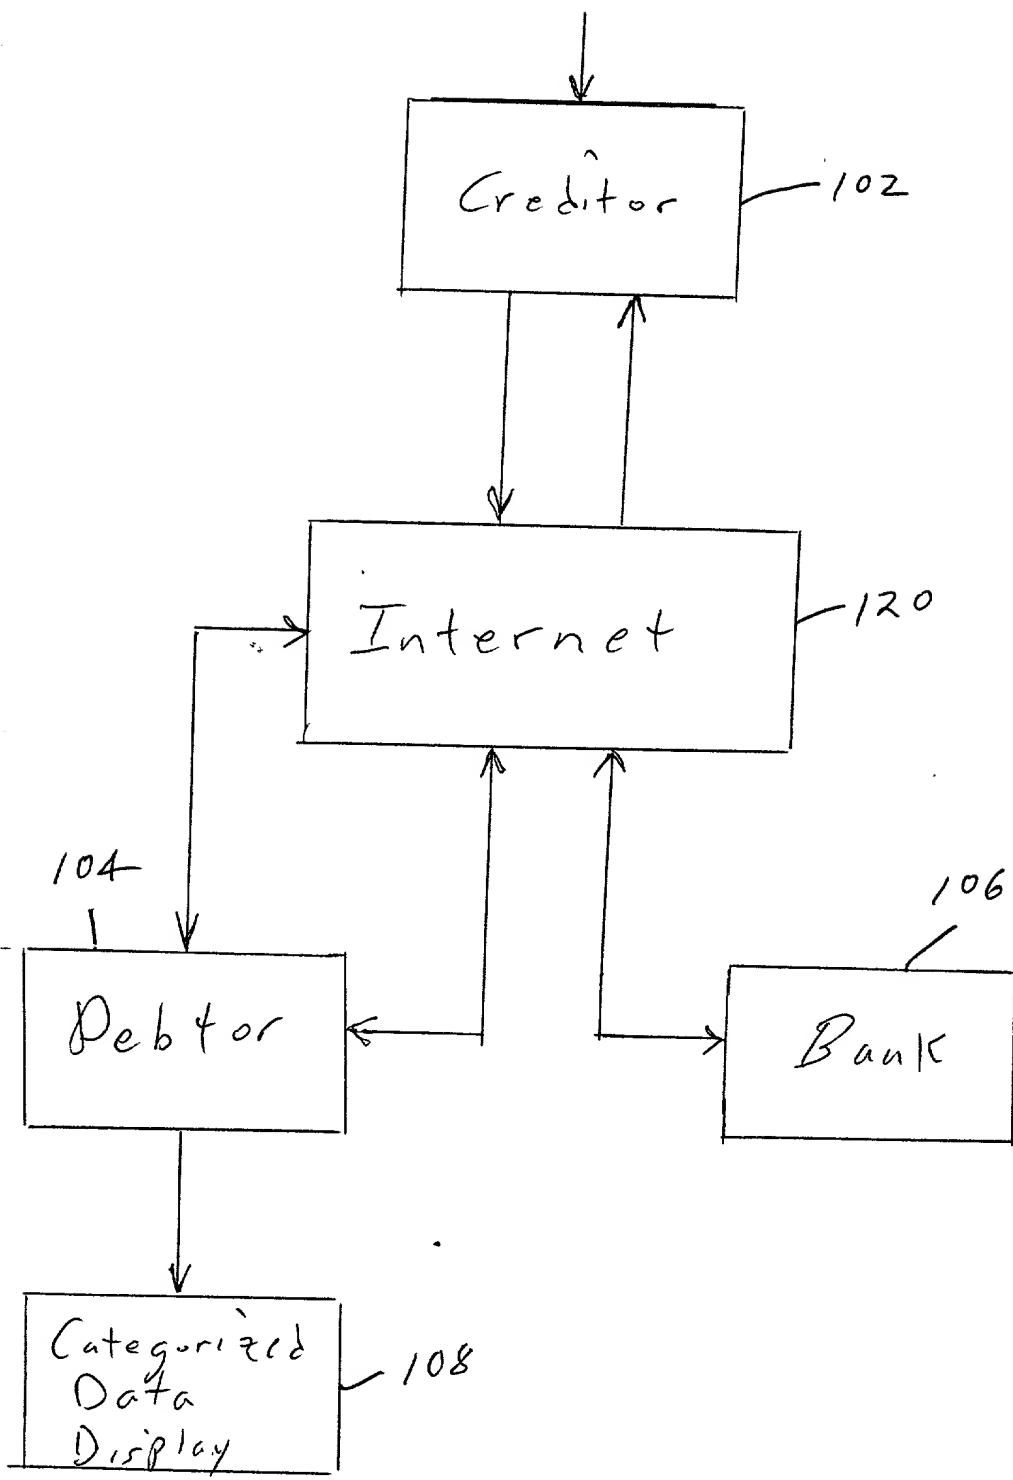 Creditor
102
Internet
120
104
106
Debtor
Bank
Categorized
Data
Display
108